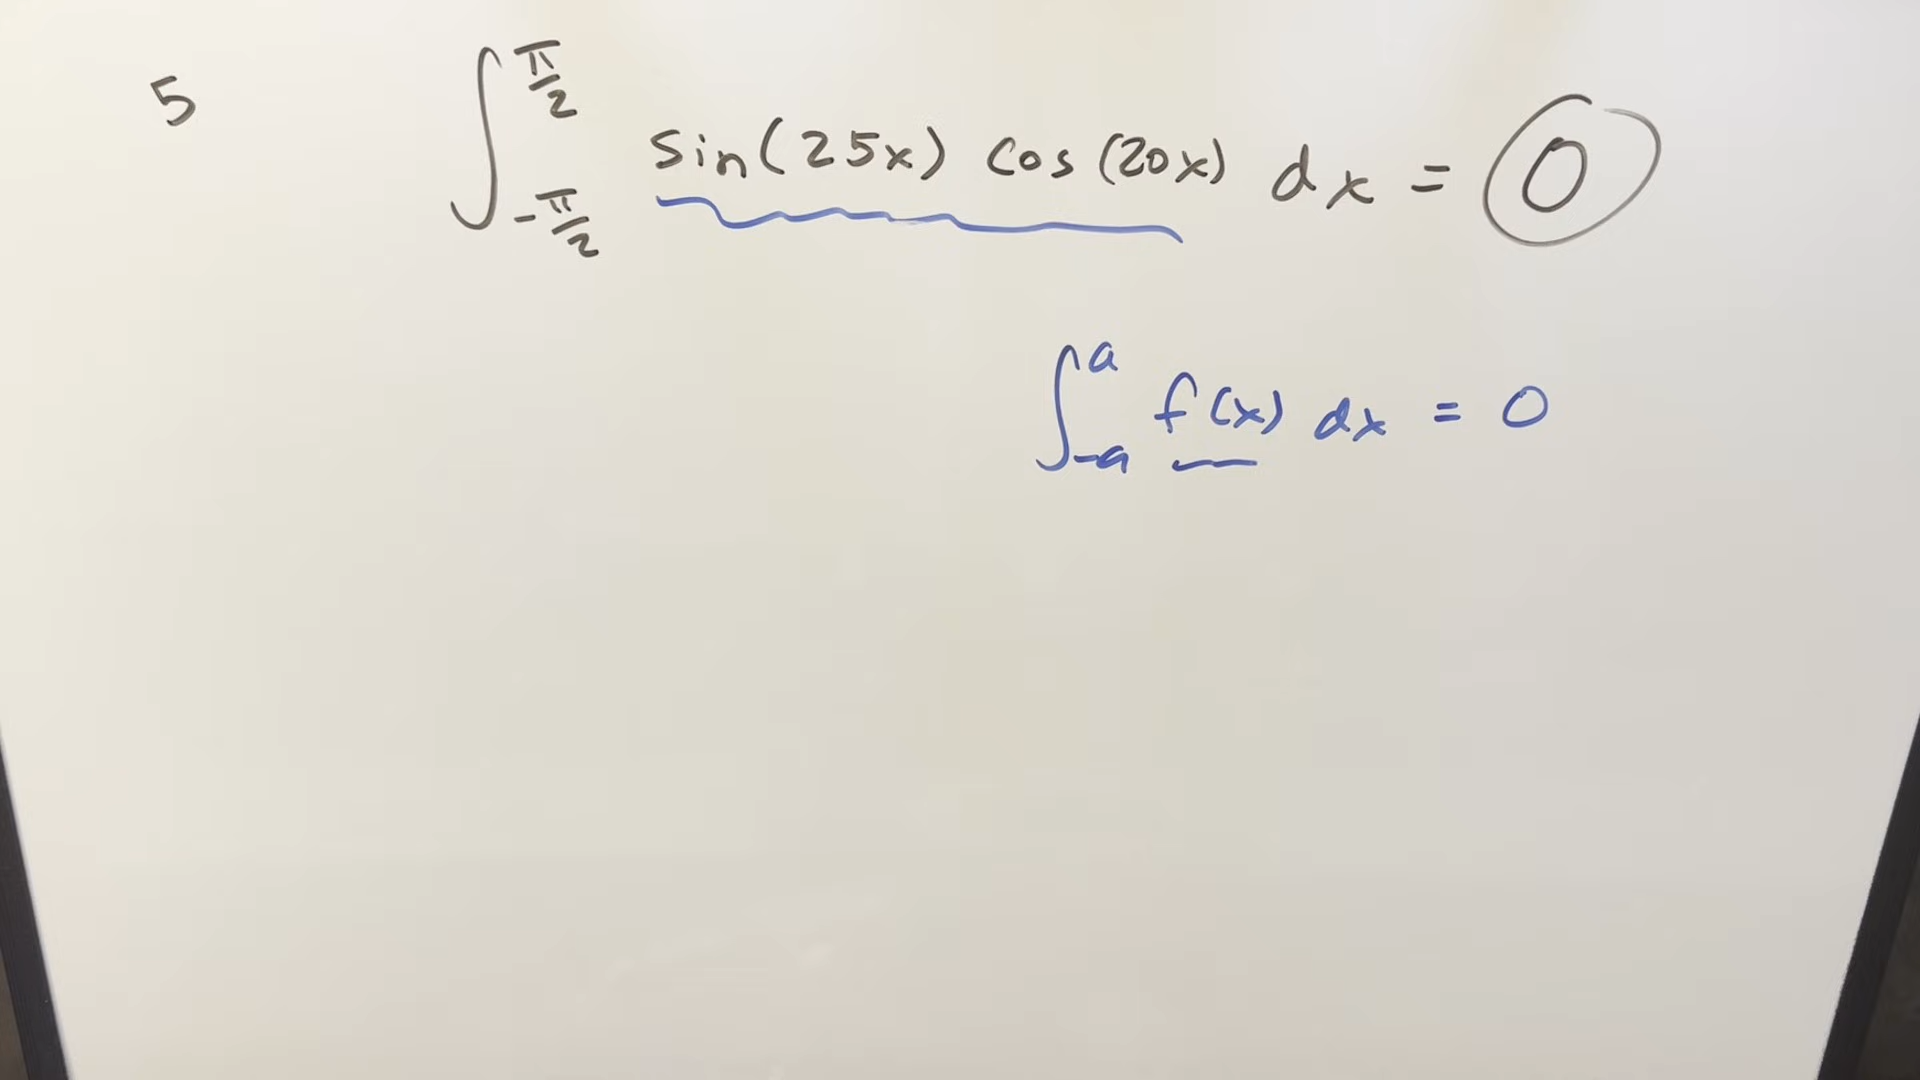 5 ∫_{-π/2}^{π/2} sin(25x) cos(20x) dx = 0
∫_{-a}^{a} f(x) dx = 0